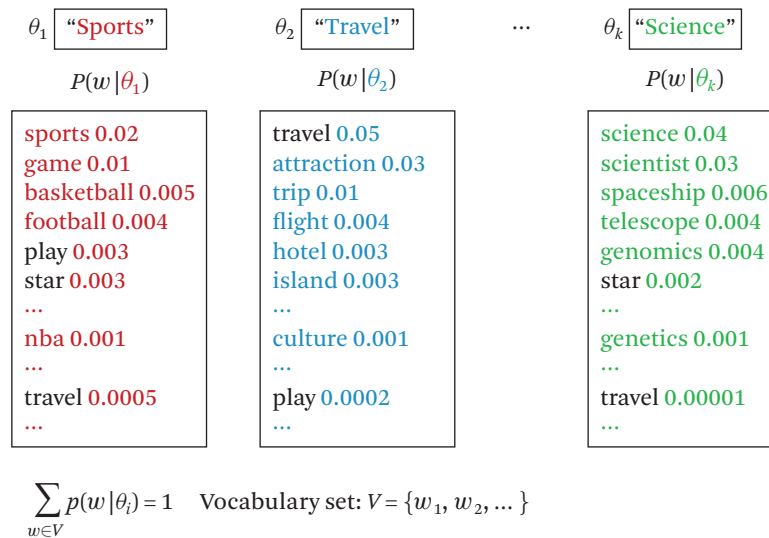 θ₁ “Sports”
P(w|θ₁)
sports 0.02
game 0.01
basketball 0.005
football 0.004
play 0.003
star 0.003
...
nba 0.001
...
travel 0.0005
...
θ₂ “Travel”
P(w|θ₂)
travel 0.05
attraction 0.03
trip 0.01
flight 0.004
hotel 0.003
island 0.003
...
culture 0.001
...
play 0.0002
...
...
θₖ “Science”
P(w|θₖ)
science 0.04
scientist 0.03
spaceship 0.006
telescope 0.004
genomics 0.004
star 0.002
...
genetics 0.001
...
travel 0.00001
...
∑ p(w|θᵢ) = 1 Vocabulary set: V = {w₁, w₂, ... }
w∈V